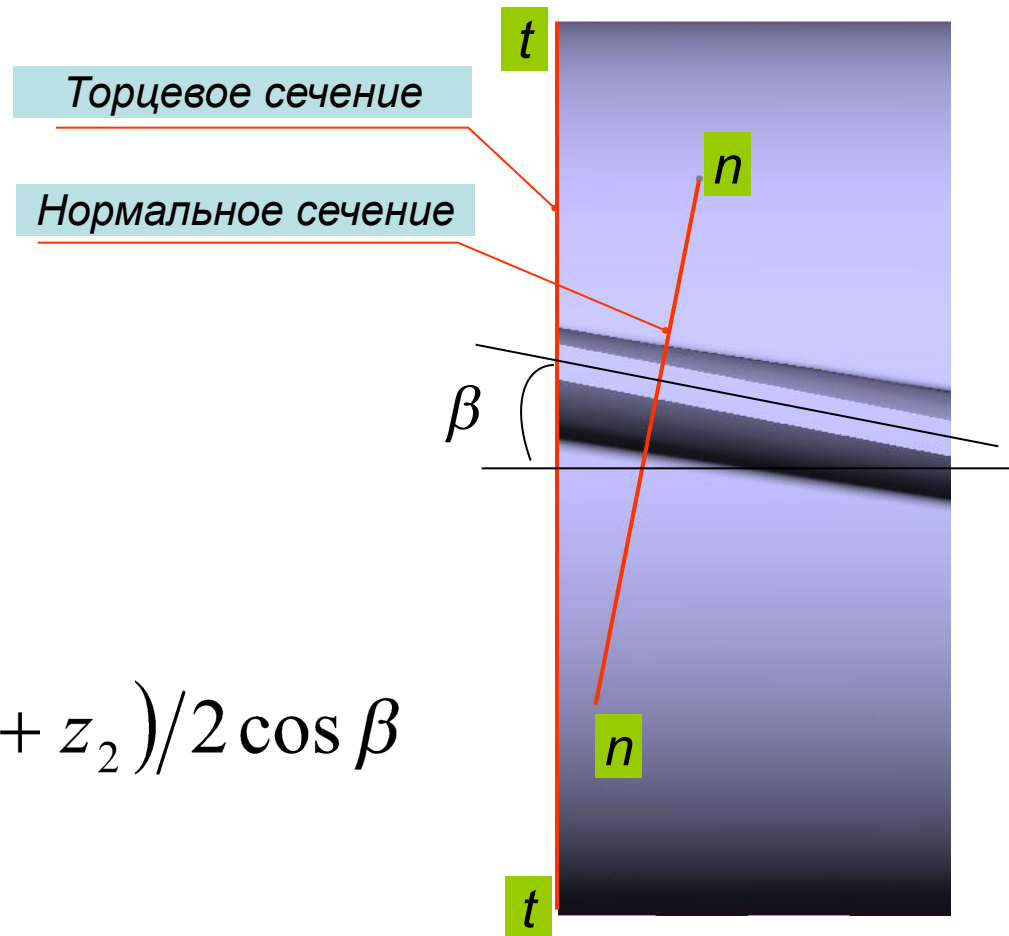 t
Торцевое сечение
n
Нормальное сечение
β
+ z₂)/2 cos β
n
t